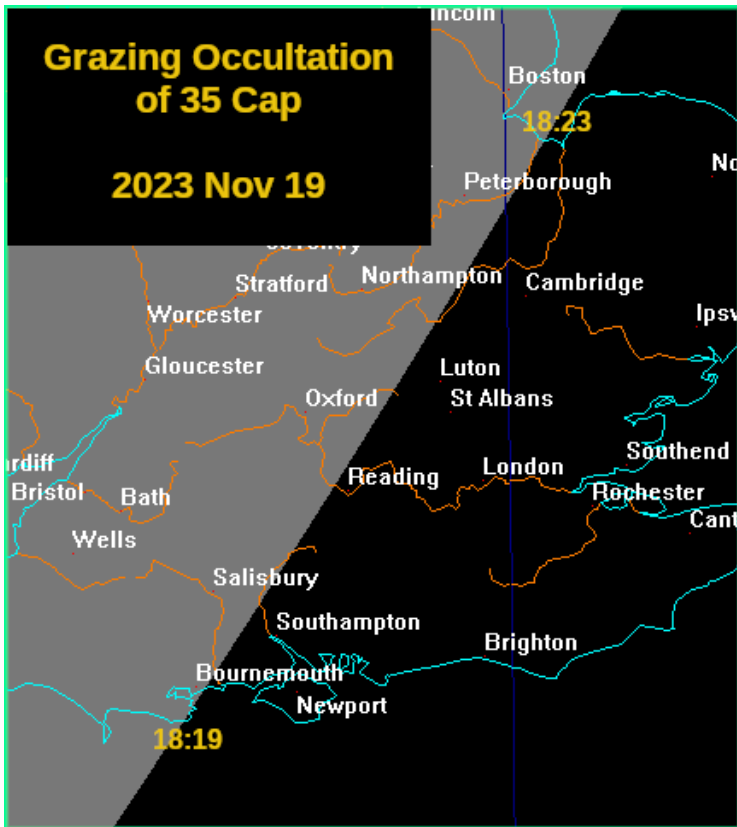 Grazing Occultation
of 35 Cap
2023 Nov 19
Boston
18:23
Peterborough
Stratford
Northampton
Cambridge
Worcester
Gloucester
Luton
Oxford
St Albans
Southend
Reading
London
Bristol
Bath
Rochester
Wells
Salisbury
Southampton
Brighton
Bournemouth
Newport
18:19